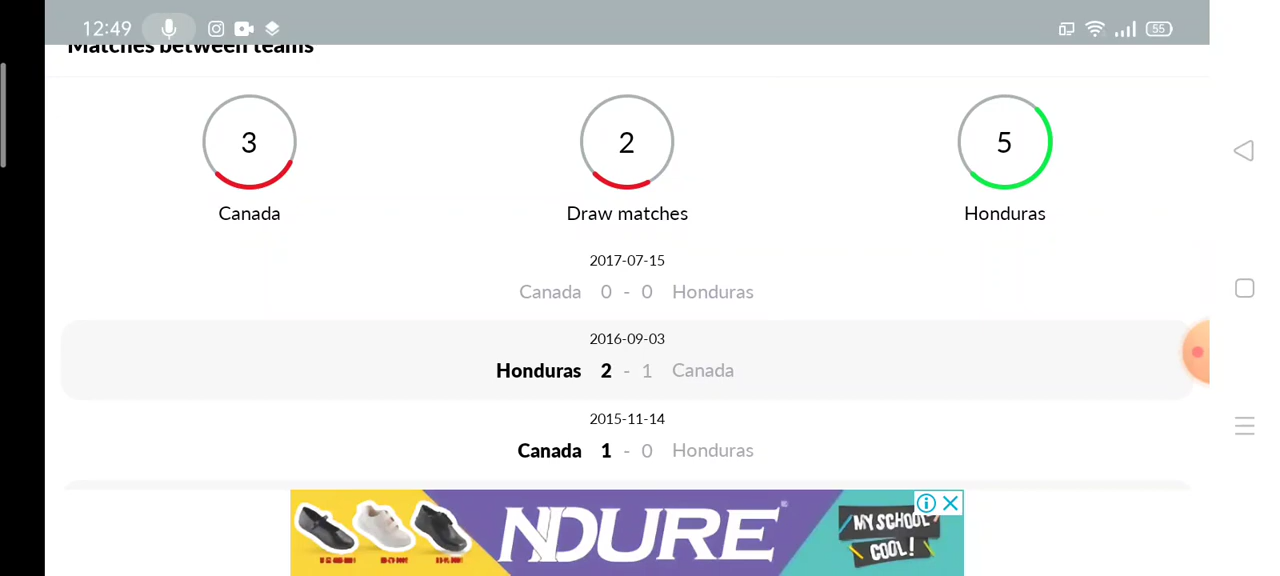 12:49
55
Matches between teams
3
2
5
Canada
Draw matches
Honduras
2017-07-15
Canada 0 - 0 Honduras
2016-09-03
Honduras 2 - 1 Canada
2015-11-14
Canada 1 - 0 Honduras
NDURE
MY SCHOOL
COOL!